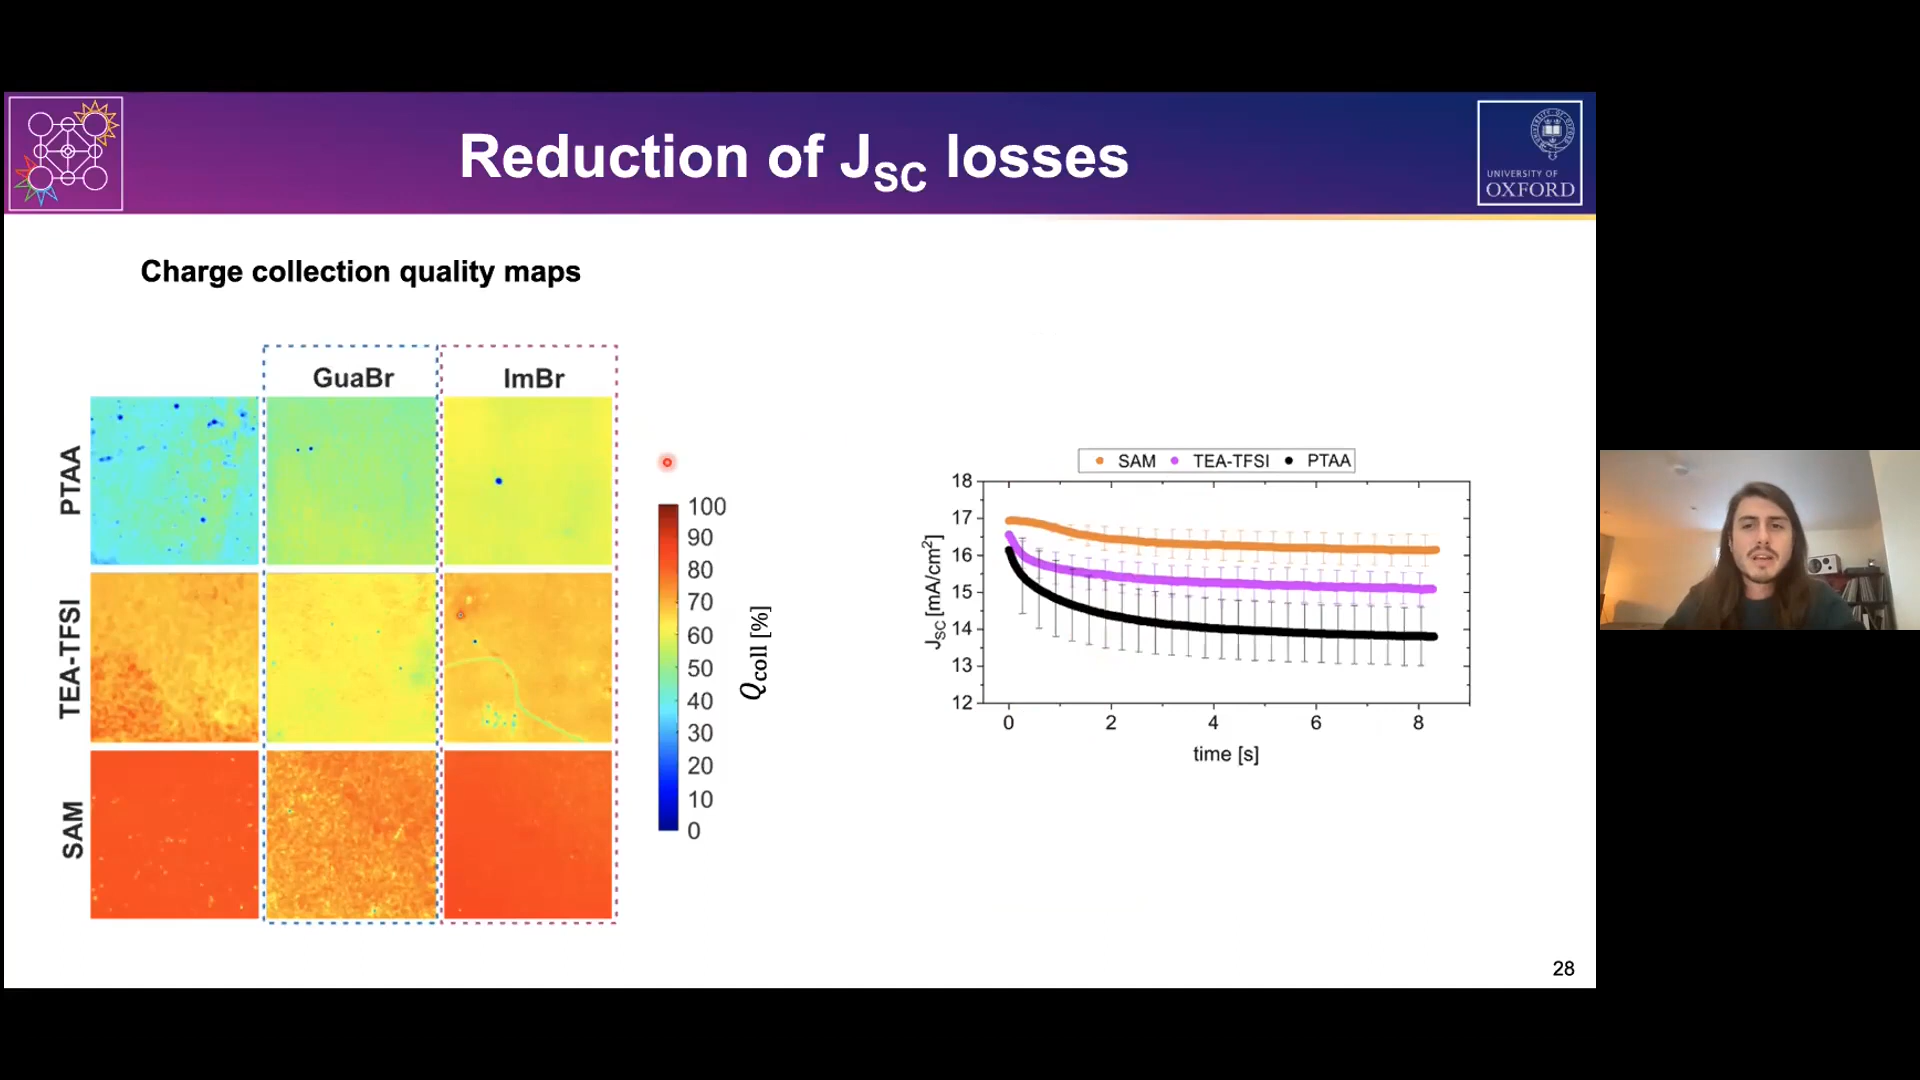 Reduction of JSC losses
UNIVERSITY OF
OXFORD
Charge collection quality maps
GuaBr
ImBr
PTAA
TEA-TFSI
SAM
100
90
80
70
60
50
40
30
20
10
0
Qcoll [%]
SAM TEA-TFSI PTAA
18
17
16
15
14
13
12
JSC [mA/cm²]
0 2 4 6 8
time [s]
28